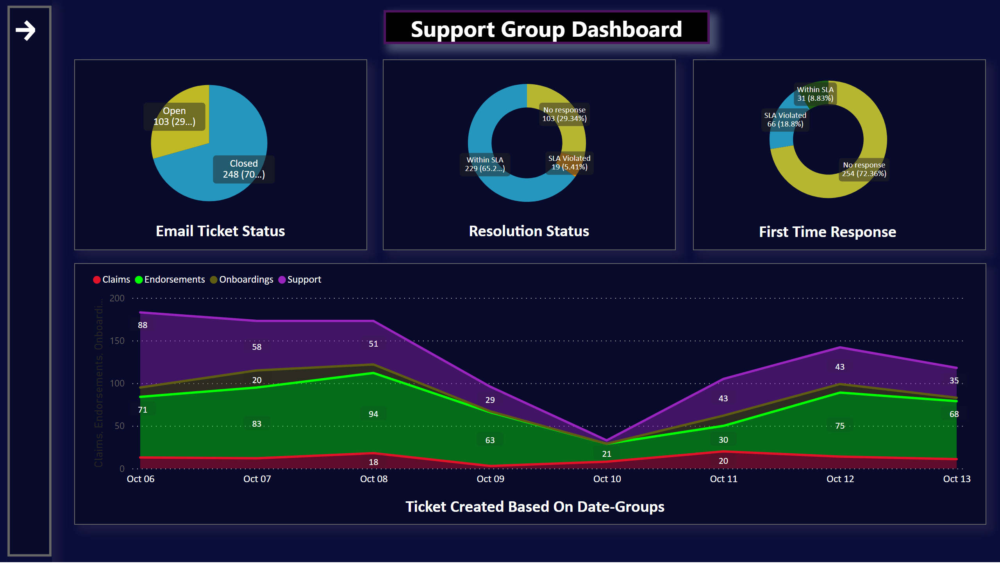 Support Group Dashboard
Open
103 (29...)
Closed
248 (70...)
Email Ticket Status
No response
103 (29.34%)
SLA Violated
19 (5.41%)
Within SLA
229 (65.2...)
Resolution Status
Within SLA
31 (8.83%)
SLA Violated
66 (18.8%)
No response
254 (72.36%)
First Time Response
Claims Endorsements Onboardings Support
Claims, Endorsements, Onboardi...
200
150
100
50
0
88
58
51
29
43
43
35
20
71
83
94
63
21
30
75
68
18
20
Oct 06 Oct 07 Oct 08 Oct 09 Oct 10 Oct 11 Oct 12 Oct 13
Ticket Created Based On Date-Groups